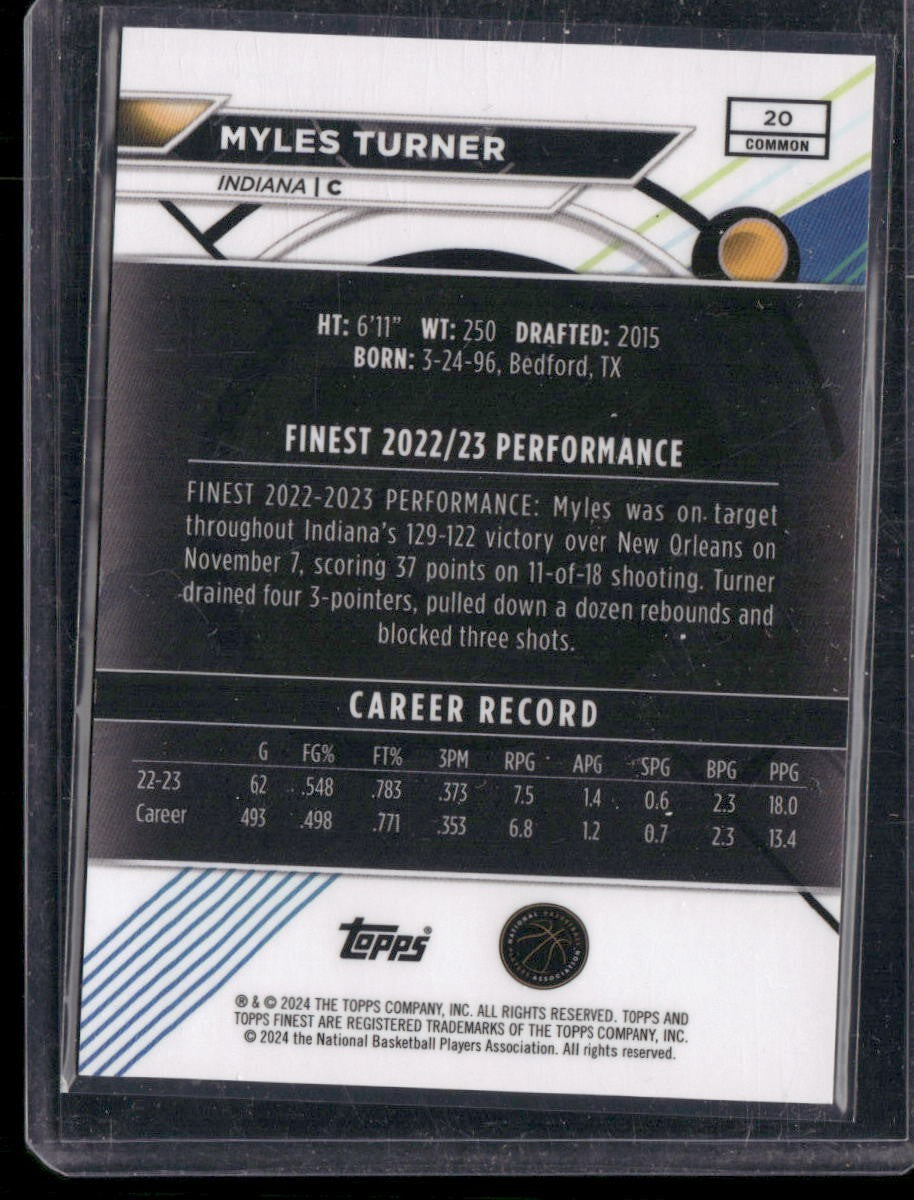 20
COMMON
MYLES TURNER
INDIANA | C
HT: 6'11" WT: 250 DRAFTED: 2015
BORN: 3-24-96, Bedford, TX
FINEST 2022/23 PERFORMANCE
FINEST 2022-2023 PERFORMANCE: Myles was on target
throughout Indiana's 129-122 victory over New Orleans on
November 7, scoring 37 points on 11-of-18 shooting. Turner
drained four 3-pointers, pulled down a dozen rebounds and
blocked three shots.
CAREER RECORD
G FG% FT% 3PM RPG APG SPG BPG PPG
22-23 62 .548 .783 .373 7.5 1.4 0.6 2.3 18.0
Career 493 .498 .771 .353 6.8 1.2 0.7 2.3 13.4
topps®
NATIONAL BASKETBALL PLAYERS ASSOCIATION
® & © 2024 THE TOPPS COMPANY, INC. ALL RIGHTS RESERVED. TOPPS AND
TOPPS FINEST ARE REGISTERED TRADEMARKS OF THE TOPPS COMPANY, INC.
© 2024 the National Basketball Players Association. All rights reserved.